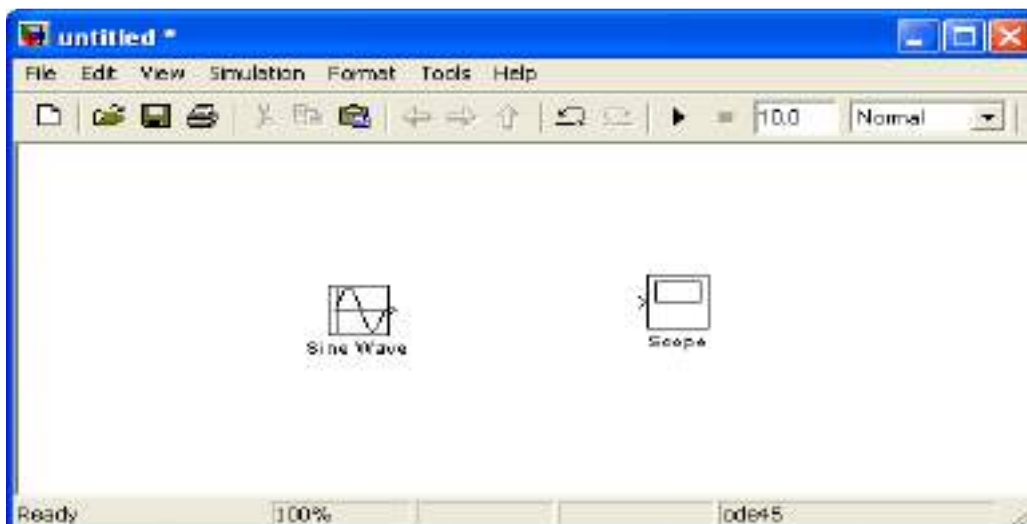 untitled *
File Edit View Simulation Format Tools Help
10.0 Normal
Sine Wave
Scope
Ready 100% ode45